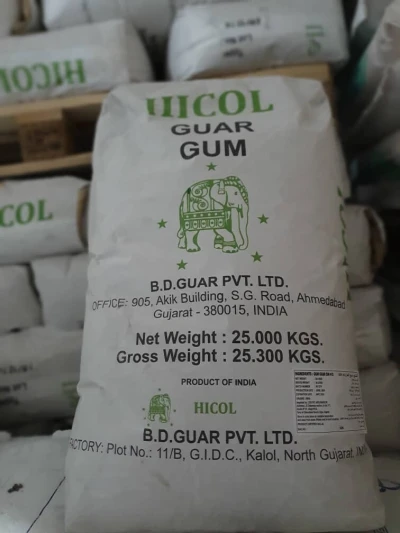 HICOL
HICOL
HICOL
GUAR
GUM
B.D.GUAR PVT. LTD.
OFFICE: 905, Akik Building, S.G. Road, Ahmedabad
Gujarat - 380015, INDIA
Net Weight : 25.000 KGS.
Gross Weight : 25.300 KGS.
PRODUCT OF INDIA
HICOL
B.D.GUAR PVT. LTD.
FACTORY: Plot No.: 11/B, G.I.D.C., Kalol, North Gujarat, INDIA